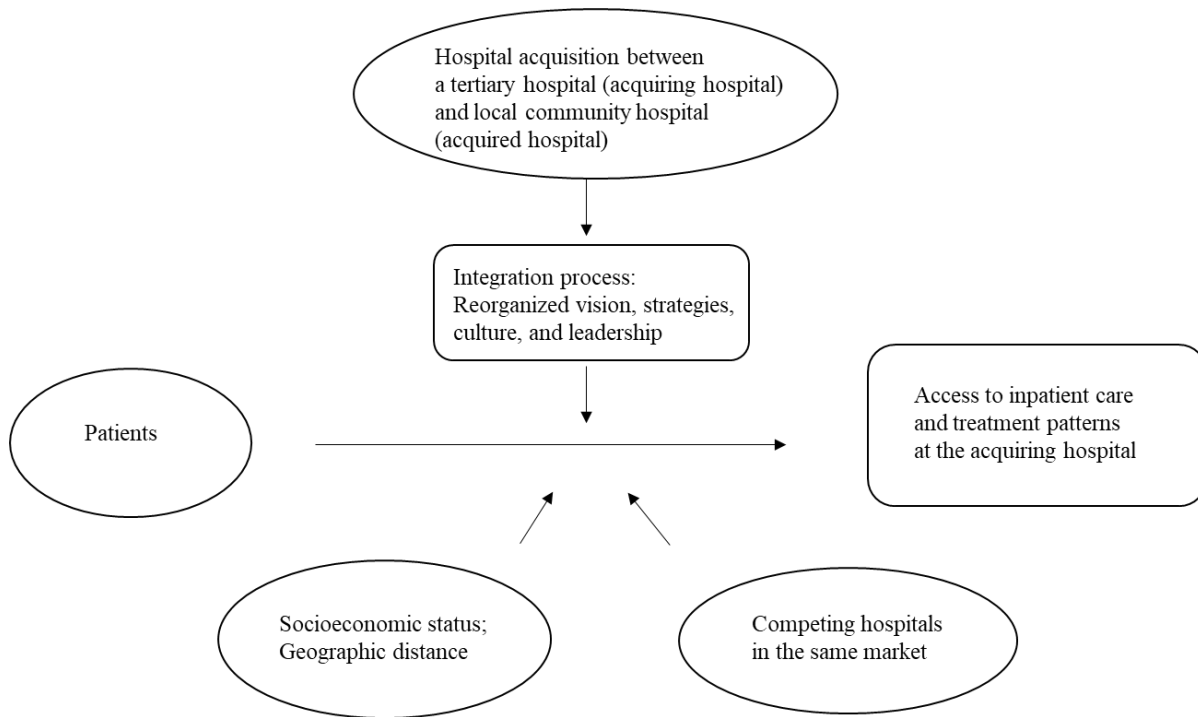 Hospital acquisition between
a tertiary hospital (acquiring hospital)
and local community hospital
(acquired hospital)
Integration process:
Reorganized vision, strategies,
culture, and leadership
Patients
Access to inpatient care
and treatment patterns
at the acquiring hospital
Socioeconomic status;
Geographic distance
Competing hospitals
in the same market